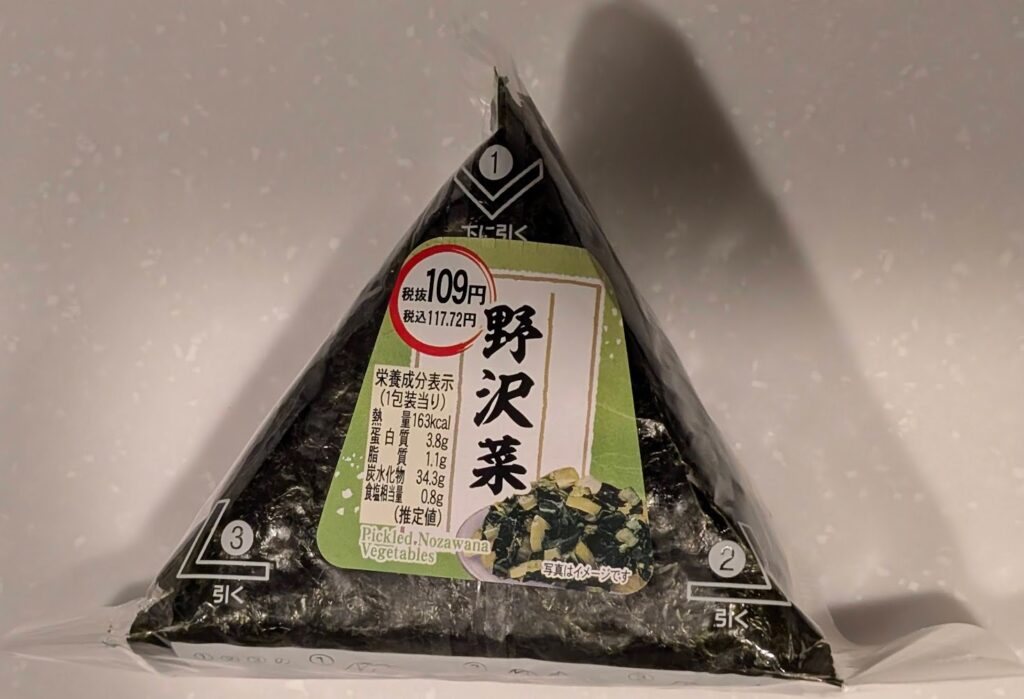 1
下に引く
税抜109円
税込117.72円
野沢菜
栄養成分表示
(1包装当り)
熱量163kcal
蛋白質 3.8g
脂質 1.1g
炭水化物 34.3g
食塩相当量 0.8g
(推定値)
Pickled Nozawana
Vegetables
写真はイメージです
3
引く
2
引く